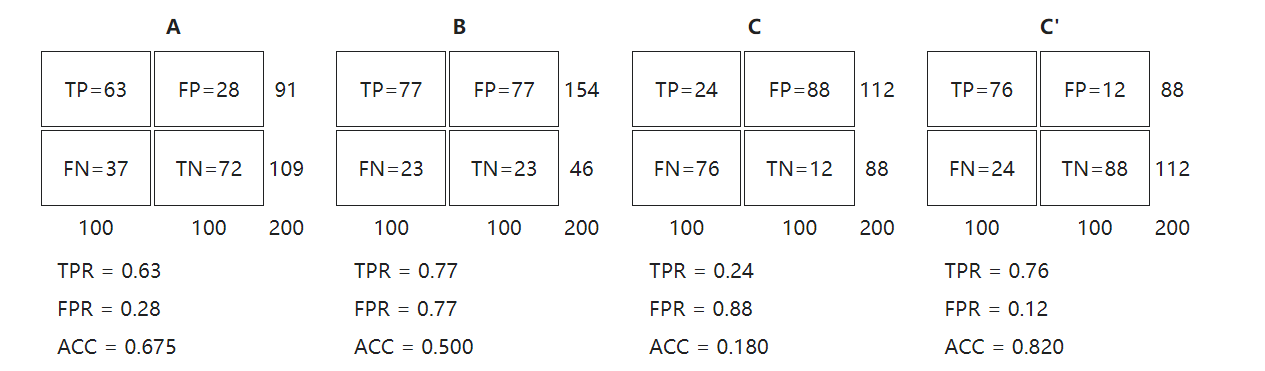 A B C C'
TP=63 FP=28 91 TP=77 FP=77 154 TP=24 FP=88 112 TP=76 FP=12 88
FN=37 TN=72 109 FN=23 TN=23 46 FN=76 TN=12 88 FN=24 TN=88 112
100 100 200 100 100 200 100 100 200 100 100 200
TPR = 0.63 TPR = 0.77 TPR = 0.24 TPR = 0.76
FPR = 0.28 FPR = 0.77 FPR = 0.88 FPR = 0.12
ACC = 0.675 ACC = 0.500 ACC = 0.180 ACC = 0.820